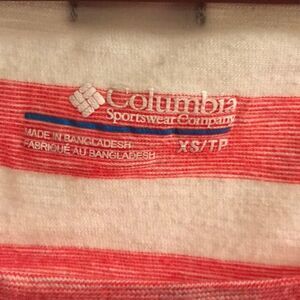 Columbia
Sportswear Company
MADE IN BANGLADESH
FABRIQUÉ AU BANGLADESH
XS/TP